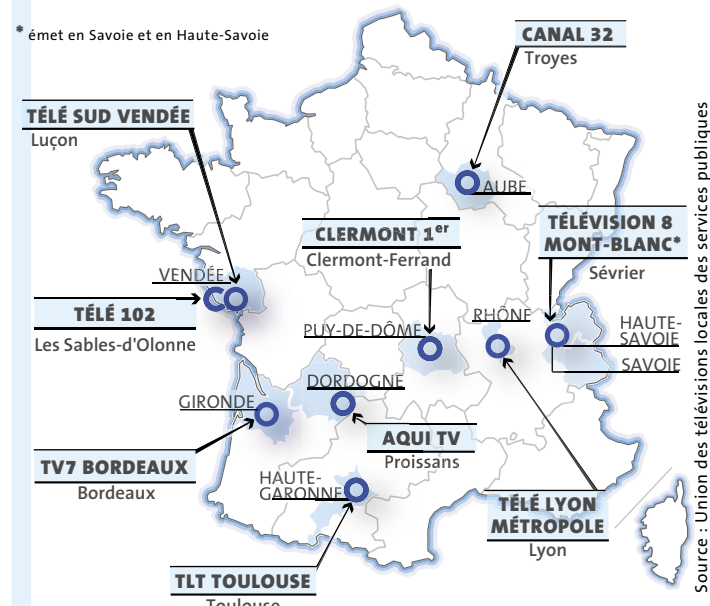 * émet en Savoie et en Haute-Savoie
CANAL 32
Troyes
TÉLÉ SUD VENDÉE
Luçon
AUBE
CLERMONT 1er
Clermont-Ferrand
TÉLÉVISION 8
MONT-BLANC*
Sévrier
VENDÉE
TÉLÉ 102
Les Sables-d'Olonne
PUY-DE-DÔME
RHÔNE
HAUTE-
SAVOIE
SAVOIE
DORDOGNE
GIRONDE
AQUI TV
Proissans
TV7 BORDEAUX
Bordeaux
HAUTE-
GARONNE
TÉLÉ LYON
MÉTROPOLE
Lyon
TLT TOULOUSE
Toulouse
Source : Union des télévisions locales des services publiques